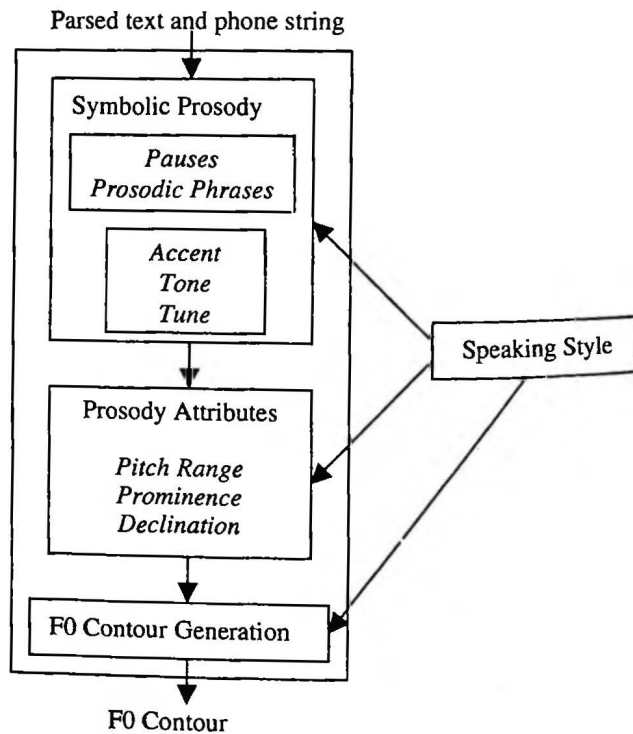 Parsed text and phone string
Symbolic Prosody
Pauses
Prosodic Phrases
Accent
Tone
Tune
Speaking Style
Prosody Attributes
Pitch Range
Prominence
Declination
F0 Contour Generation
F0 Contour